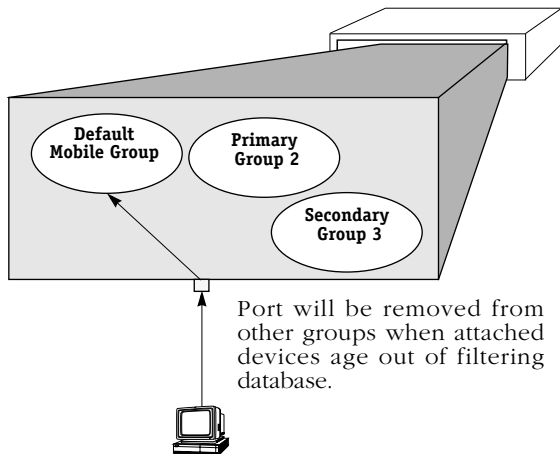 Default
Mobile Group
Primary
Group 2
Secondary
Group 3
Port will be removed from
other groups when attached
devices age out of filtering
database.